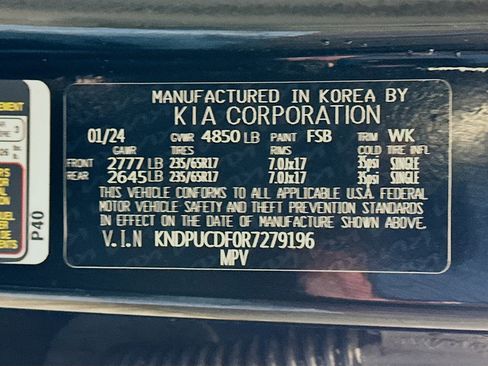 MANUFACTURED IN KOREA BY
KIA CORPORATION
01/24 GVWR 4850 LB PAINT FSB TRIM WK
GAWR TIRES RIMS COLD TIRE INFL
FRONT 2777 LB 235/65R17 7.0Jx17 35psi SINGLE
REAR 2645 LB 235/65R17 7.0Jx17 35psi SINGLE
THIS VEHICLE CONFORMS TO ALL APPLICABLE U.S.A. FEDERAL
MOTOR VEHICLE SAFETY AND THEFT PREVENTION STANDARDS
IN EFFECT ON THE DATE OF MANUFACTURE SHOWN ABOVE.
V.I.N KNDPUCDF0R7279196
MPV
P40